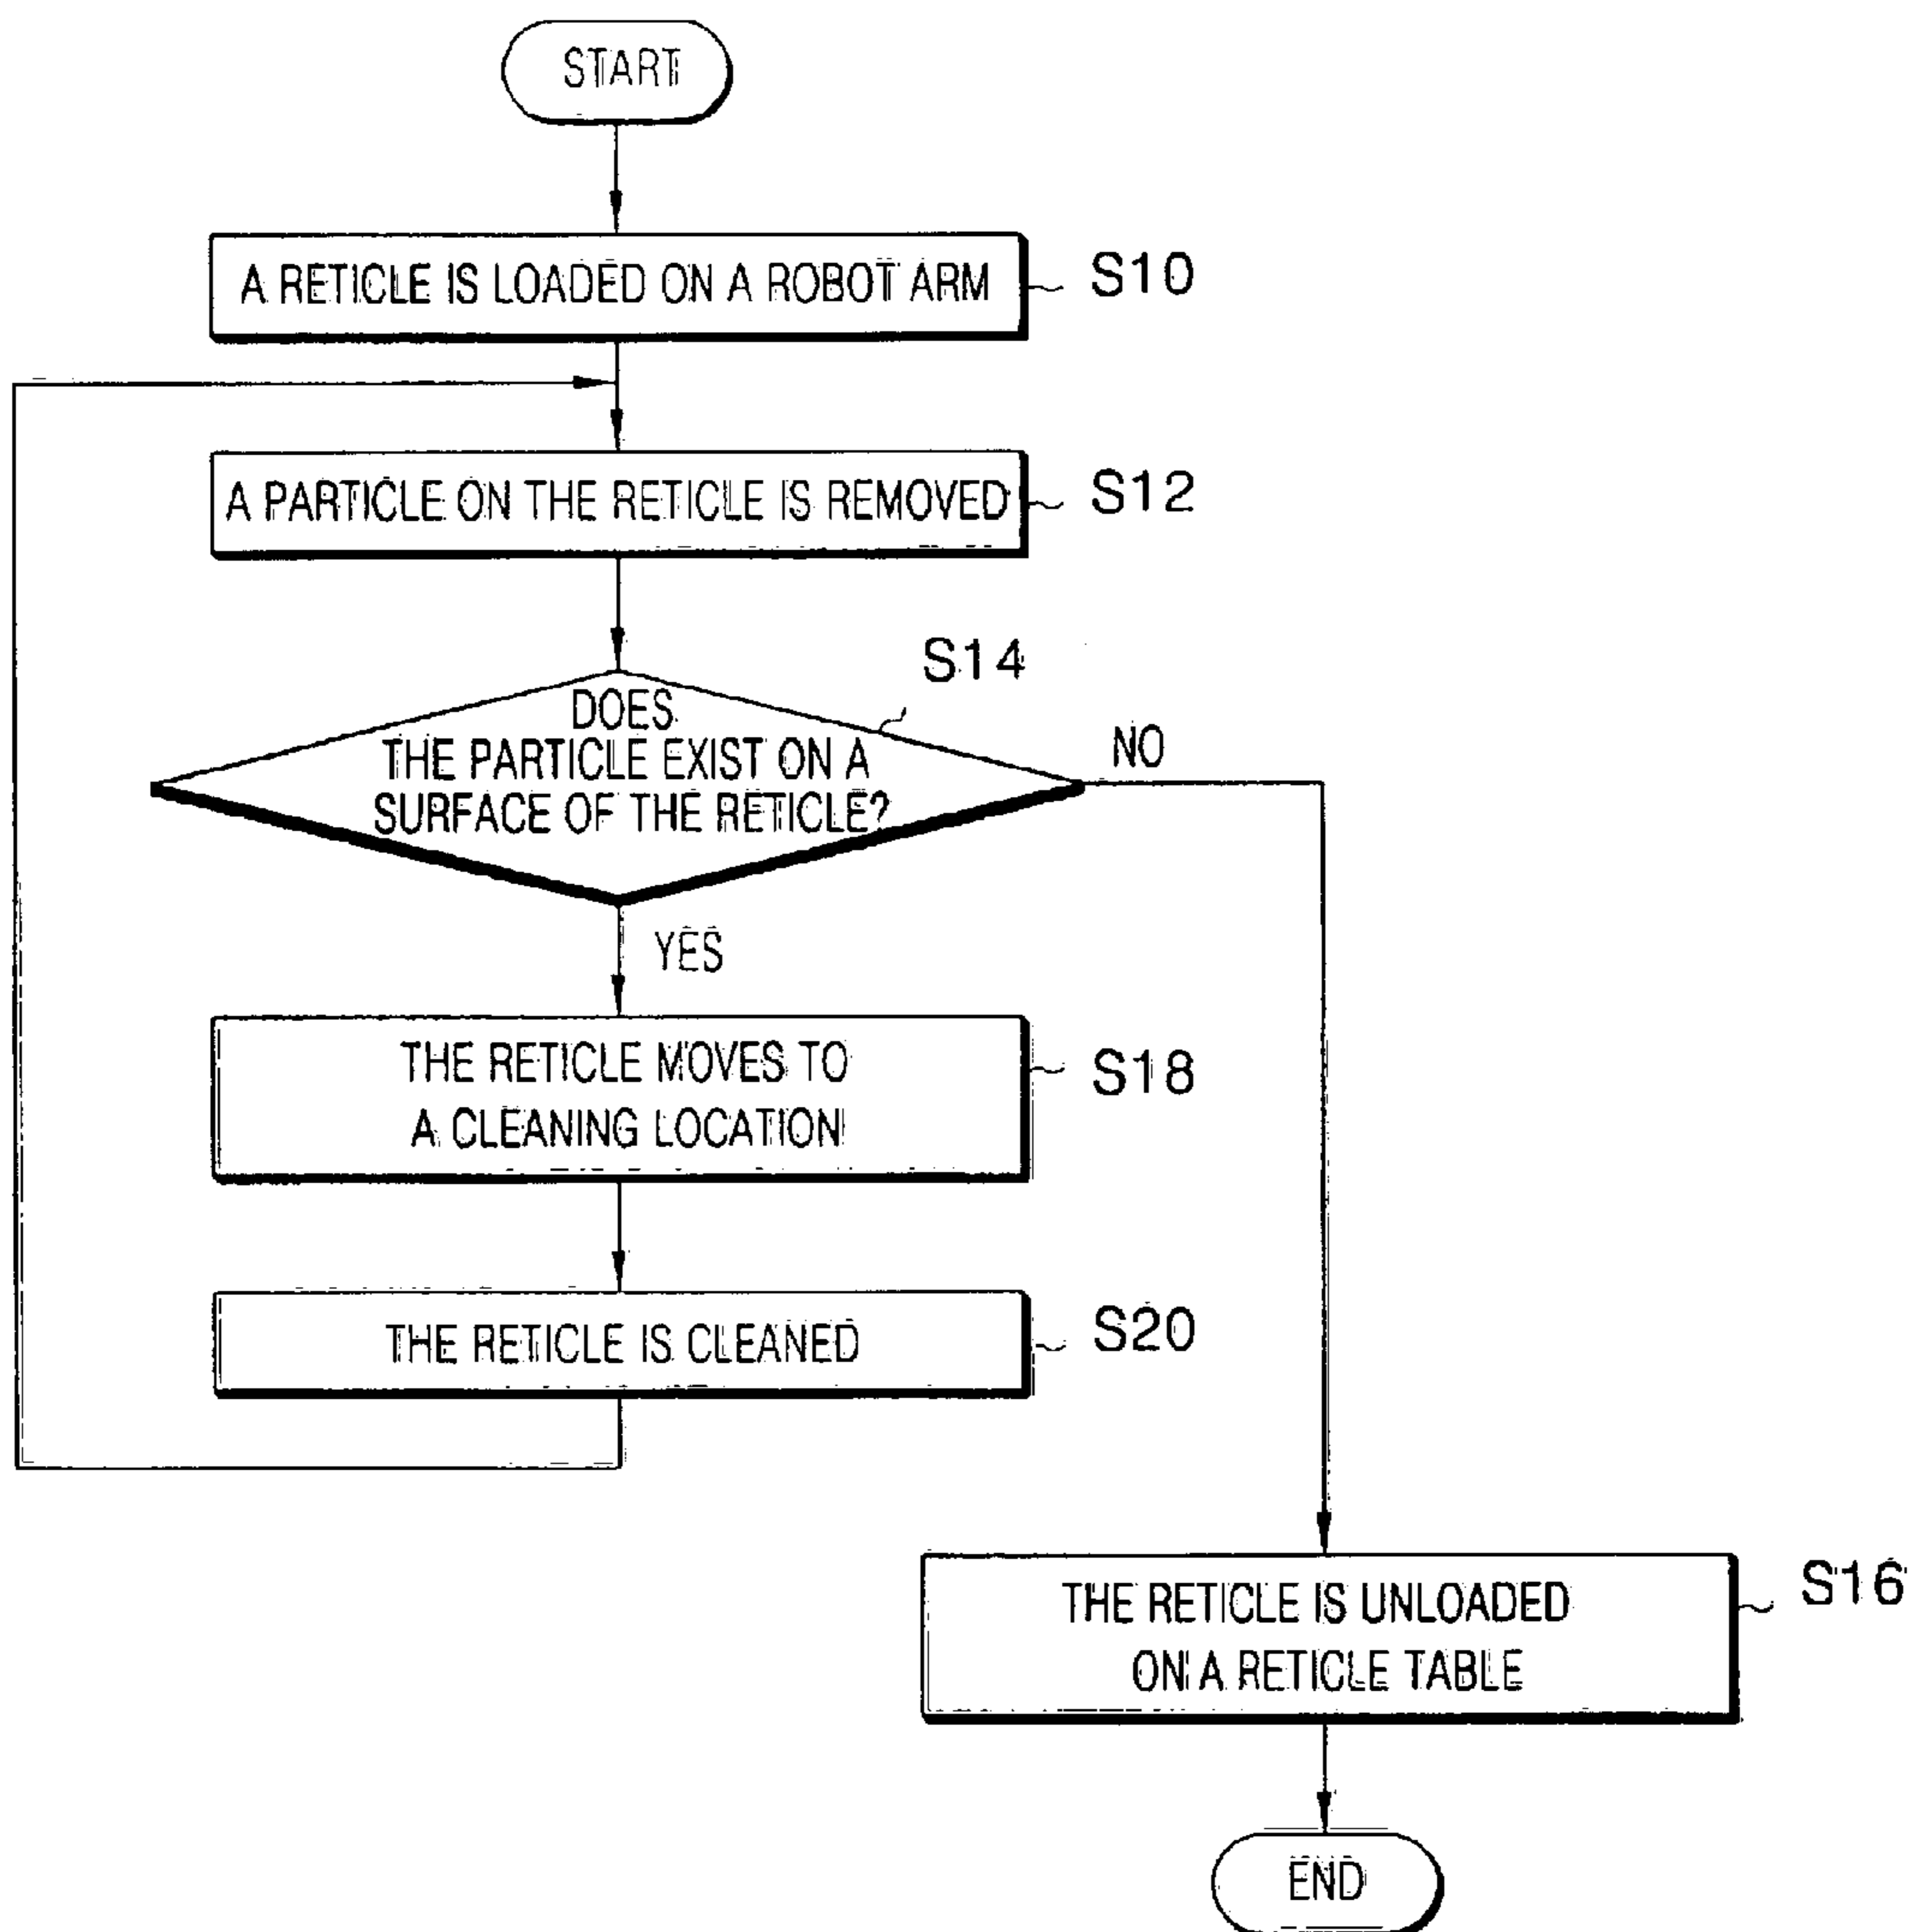 START
A RETICLE IS LOADED ON A ROBOT ARM
S10
A PARTICLE ON THE RETICLE IS REMOVED
S12
S14
DOES
THE PARTICLE EXIST ON A
SURFACE OF THE RETICLE?
NO
YES
THE RETICLE MOVES TO
A CLEANING LOCATION
S18
THE RETICLE IS CLEANED
S20
THE RETICLE IS UNLOADED
ON A RETICLE TABLE
S16
END